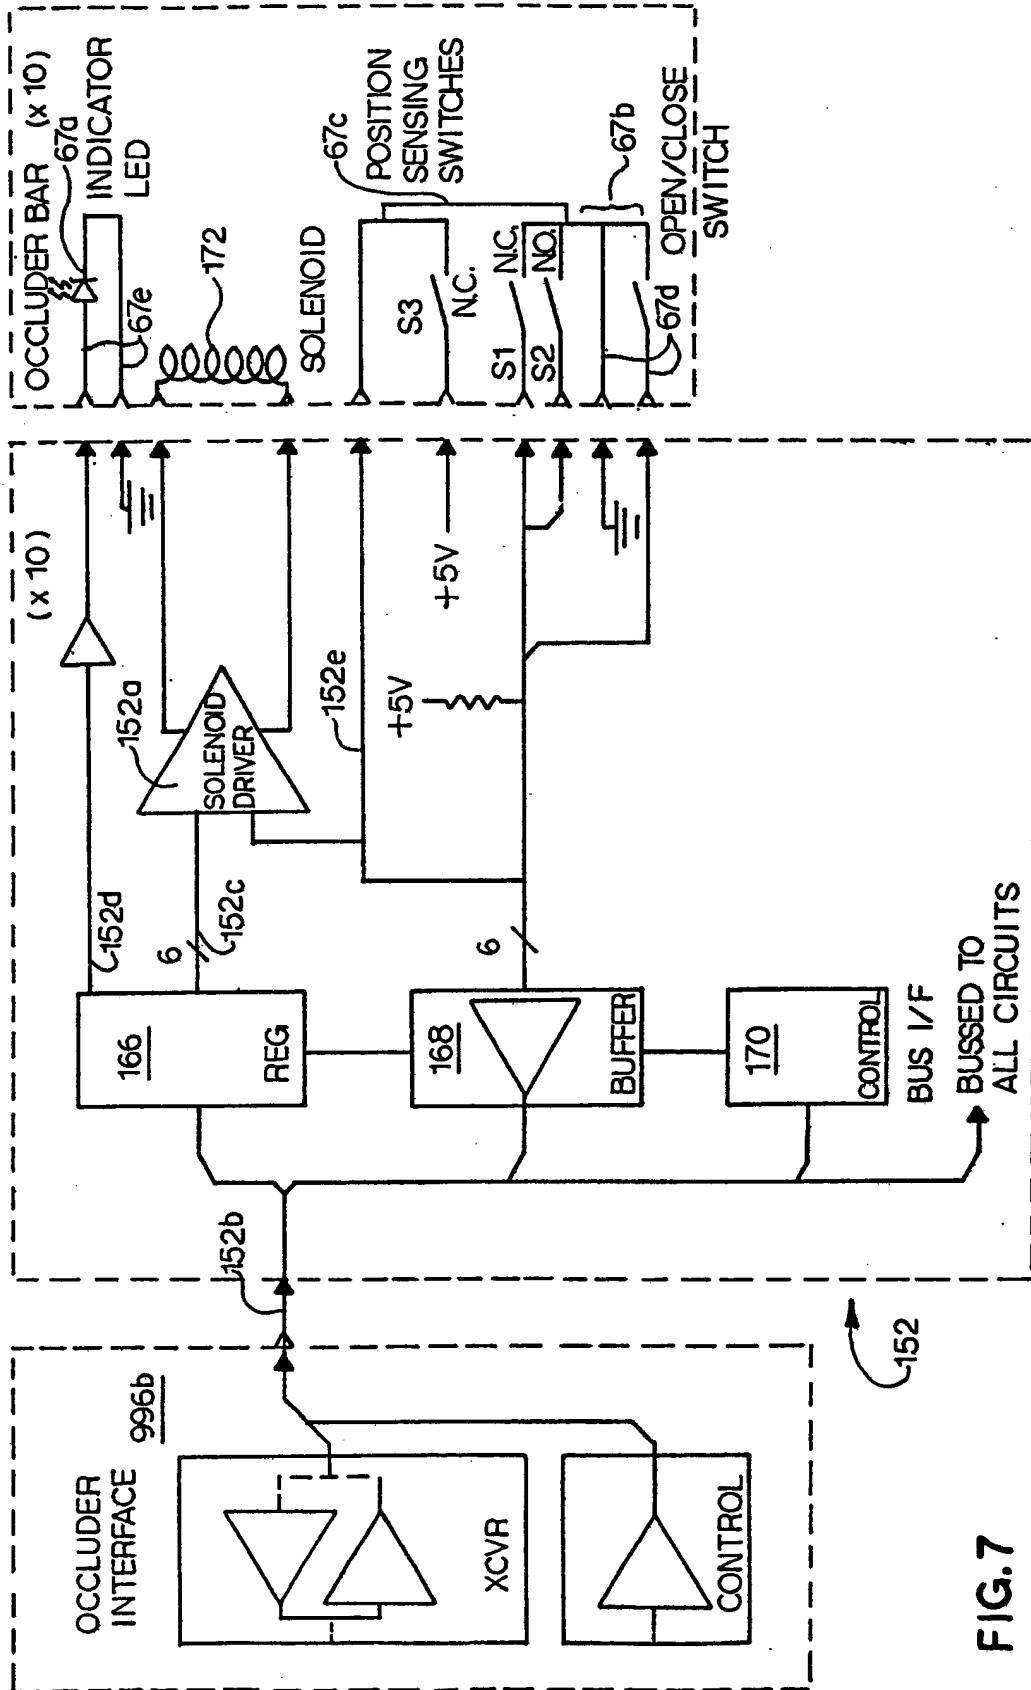 OCCLUDER
INTERFACE
996b
XCVR
CONTROL
152b
152
(x 10)
152d
166
REG
6
152c
152a
SOLENOID
DRIVER
152e
168
BUFFER
6
+5V
+5V
170
CONTROL
BUS I/F
BUSSED TO
ALL CIRCUITS
OCCLUDER BAR (x 10)
67a
INDICATOR
LED
67e
172
SOLENOID
67c
POSITION
SENSING
SWITCHES
S3
N.C.
S1
N.C.
S2
N.O.
67b
67d
OPEN/CLOSE
SWITCH
FIG.7